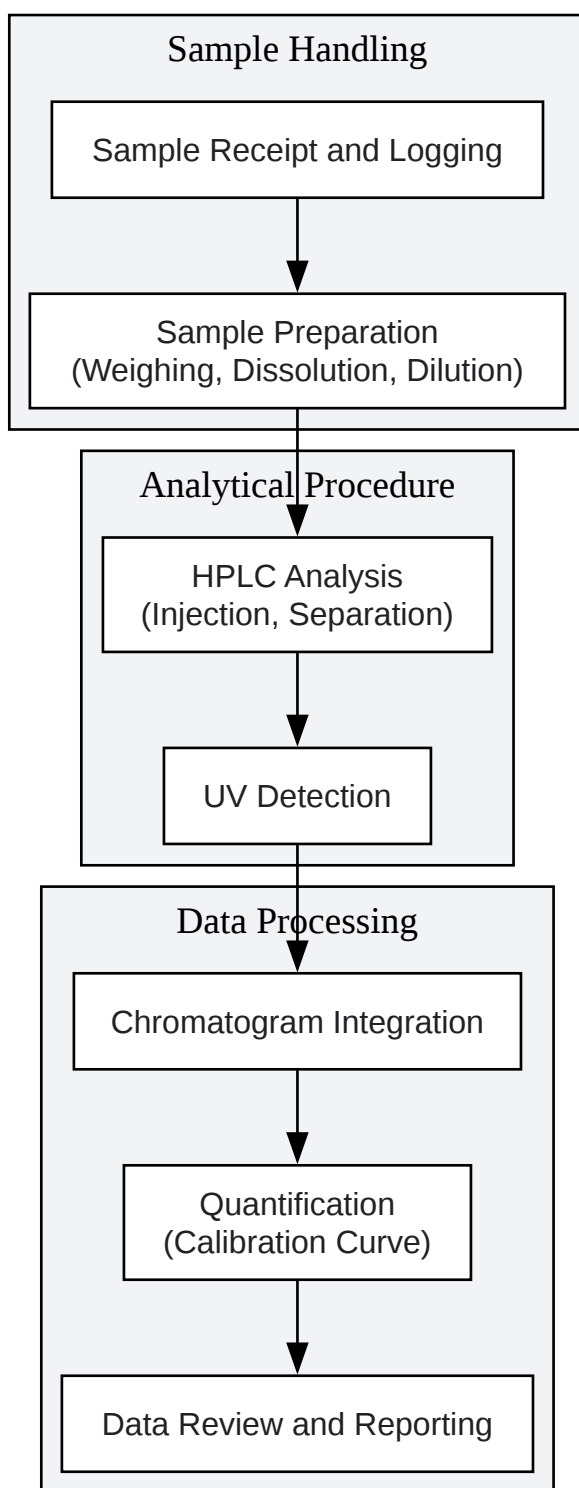 Sample Handling
Sample Receipt and Logging
Sample Preparation
(Weighing, Dissolution, Dilution)
Analytical Procedure
HPLC Analysis
(Injection, Separation)
UV Detection
Data Processing
Chromatogram Integration
Quantification
(Calibration Curve)
Data Review and Reporting